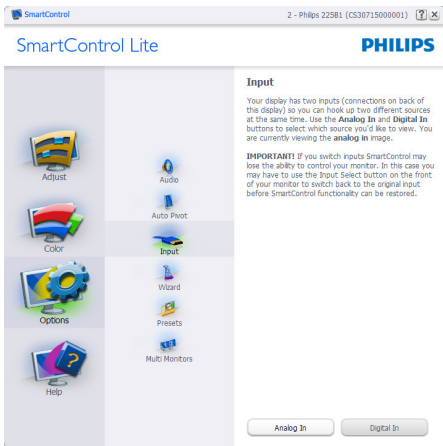 SmartControl
2 - Philips 225B1 (CS30715000001)
? X
SmartControl Lite
PHILIPS
Adjust
Color
Options
Help
Audio
Auto Pivot
Input
Wizard
Presets
Multi Monitors
Input
Your display has two inputs (connections on back of
this display) so you can hook up two different sources
at the same time. Use the Analog In and Digital In
buttons to select which source you'd like to view. You
are currently viewing the analog in image.
IMPORTANT! If you switch inputs SmartControl may
lose the ability to control your monitor. In this case you
may have to use the Input Select button on the front
of your monitor to switch back to the original input
before SmartControl functionality can be restored.
Analog In
Digital In